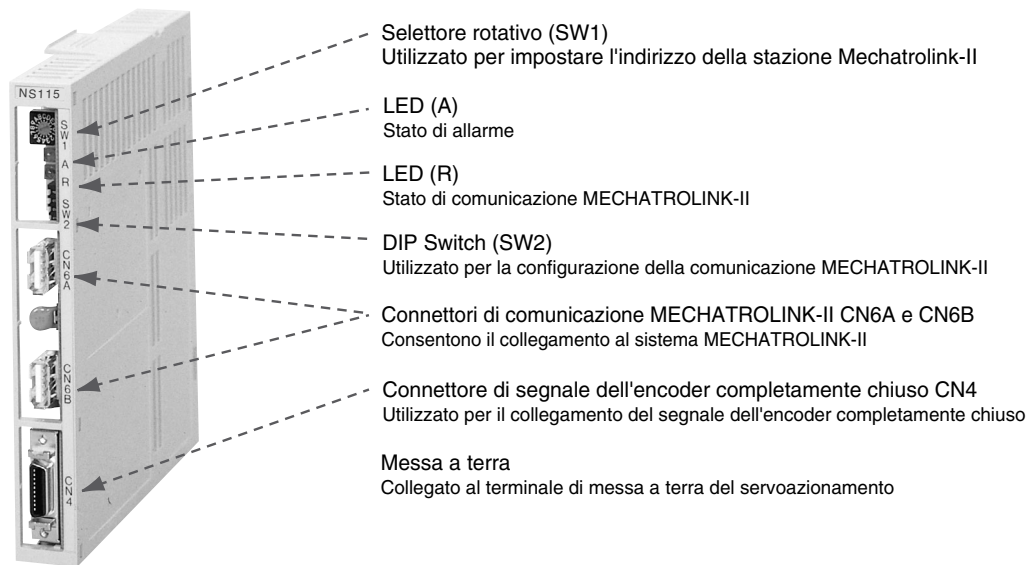 Selettore rotativo (SW1)
Utilizzato per impostare l'indirizzo della stazione Mechatrolink-II
NS115
SW1
LED (A)
Stato di allarme
A
LED (R)
Stato di comunicazione MECHATROLINK-II
R
SW2
DIP Switch (SW2)
Utilizzato per la configurazione della comunicazione MECHATROLINK-II
CN6A
Connettori di comunicazione MECHATROLINK-II CN6A e CN6B
Consentono il collegamento al sistema MECHATROLINK-II
CN6B
Connettore di segnale dell'encoder completamente chiuso CN4
Utilizzato per il collegamento del segnale dell'encoder completamente chiuso
CN4
Messa a terra
Collegato al terminale di messa a terra del servoazionamento